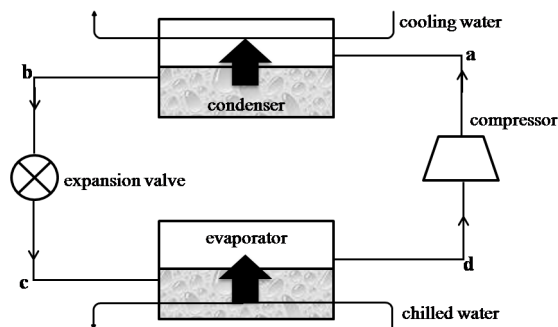 cooling water
a
b
condenser
compressor
expansion valve
evaporator
d
c
chilled water